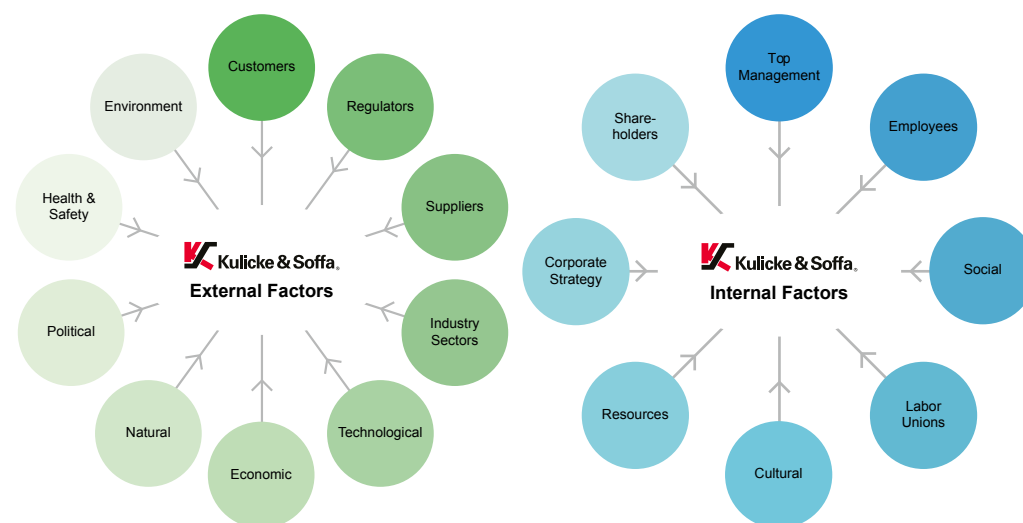 Customers
Regulators
Suppliers
Industry
Sectors
Technological
Economic
Natural
Political
Health &
Safety
Environment
Kulicke & Soffa®
External Factors
Top
Management
Employees
Social
Labor
Unions
Cultural
Resources
Corporate
Strategy
Share-
holders
Kulicke & Soffa®
Internal Factors